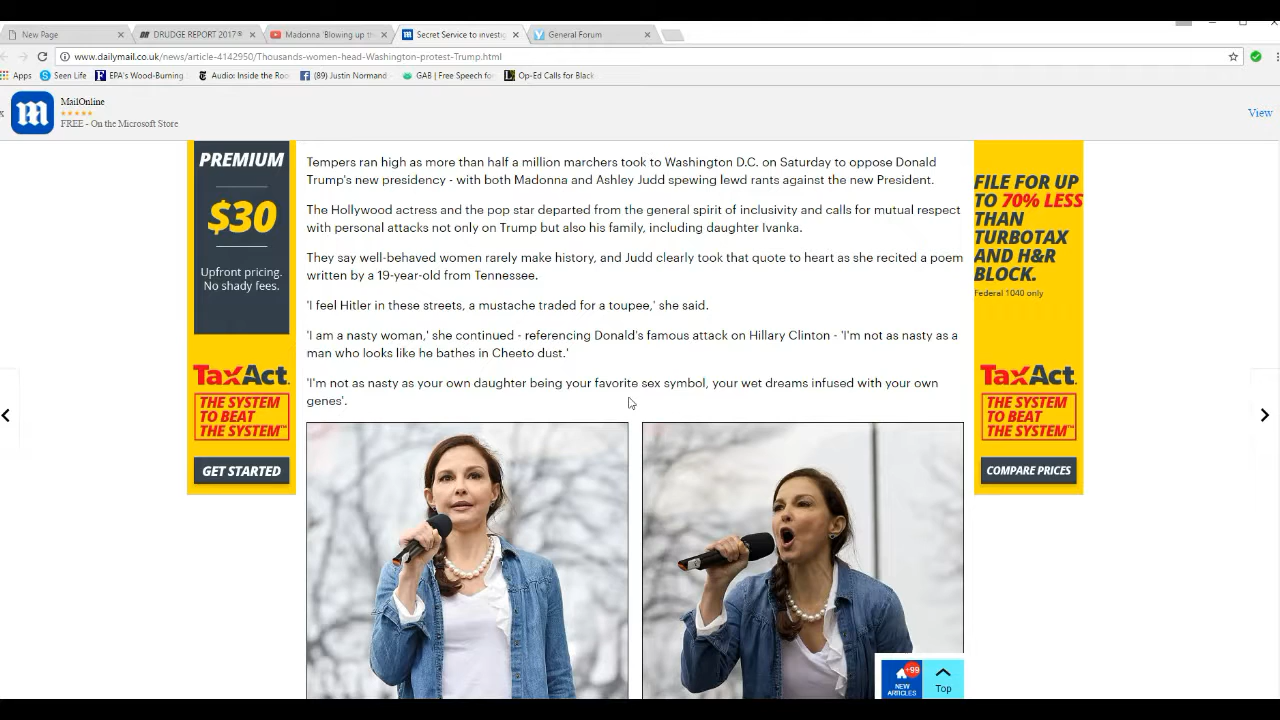 New Page
DRUDGE REPORT 2017®
Madonna 'Blowing up th
Secret Service to investig
General Forum
www.dailymail.co.uk/news/article-4142950/Thousands-women-head-Washington-protest-Trump.html
Apps
Seen Life
EPA's Wood-Burning
Audio: Inside the Roo
(89) Justin Normand
GAB | Free Speech fo
Op-Ed Calls for Black
MailOnline
FREE - On the Microsoft Store
View
PREMIUM
$30
Upfront pricing.
No shady fees.
TaxAct.
THE SYSTEM
TO BEAT
THE SYSTEM™
GET STARTED
Tempers ran high as more than half a million marchers took to Washington D.C. on Saturday to oppose Donald
Trump's new presidency - with both Madonna and Ashley Judd spewing lewd rants against the new President.
The Hollywood actress and the pop star departed from the general spirit of inclusivity and calls for mutual respect
with personal attacks not only on Trump but also his family, including daughter Ivanka.
They say well-behaved women rarely make history, and Judd clearly took that quote to heart as she recited a poem
written by a 19-year-old from Tennessee.
'I feel Hitler in these streets, a mustache traded for a toupee,' she said.
'I am a nasty woman,' she continued - referencing Donald's famous attack on Hillary Clinton - 'I'm not as nasty as a
man who looks like he bathes in Cheeto dust.'
'I'm not as nasty as your own daughter being your favorite sex symbol, your wet dreams infused with your own
genes'.
FILE FOR UP
TO 70% LESS
THAN
TURBOTAX
AND H&R
BLOCK.
Federal 1040 only
TaxAct.
THE SYSTEM
TO BEAT
THE SYSTEM™
COMPARE PRICES
+99
NEW
ARTICLES
Top